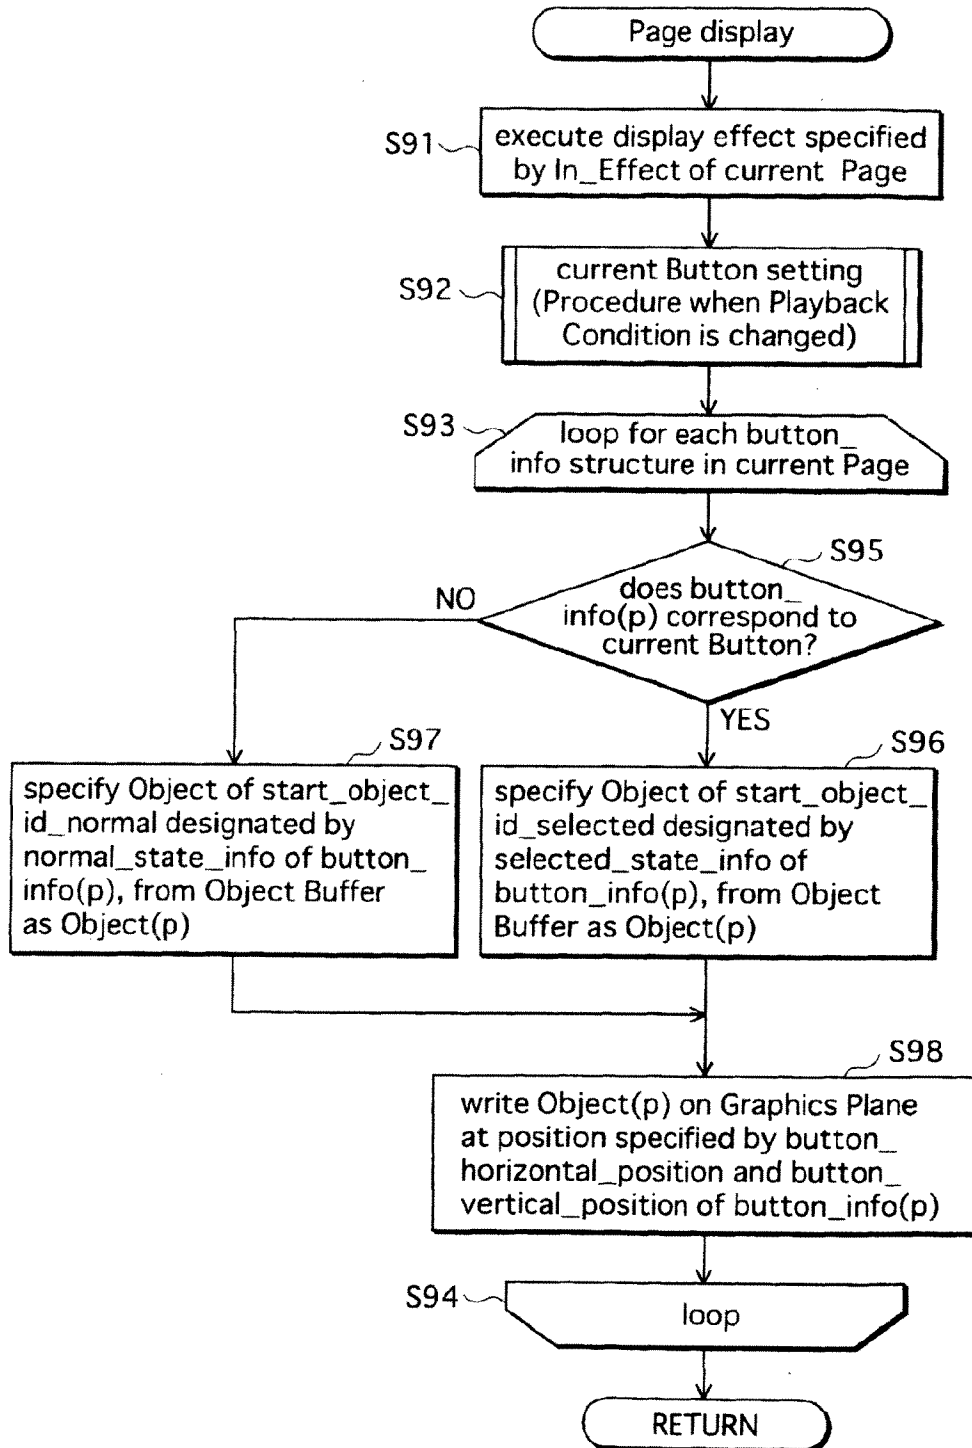 Page display
S91
execute display effect specified
by In_Effect of current Page
S92
current Button setting
(Procedure when Playback
Condition is changed)
S93
loop for each button_
info structure in current Page
S95
does button_
info(p) correspond to
current Button?
NO
YES
S97
specify Object of start_object_
id_normal designated by
normal_state_info of button_
info(p), from Object Buffer
as Object(p)
S96
specify Object of start_object_
id_selected designated by
selected_state_info of
button_info(p), from Object
Buffer as Object(p)
S98
write Object(p) on Graphics Plane
at position specified by button_
horizontal_position and button_
vertical_position of button_info(p)
S94
loop
RETURN